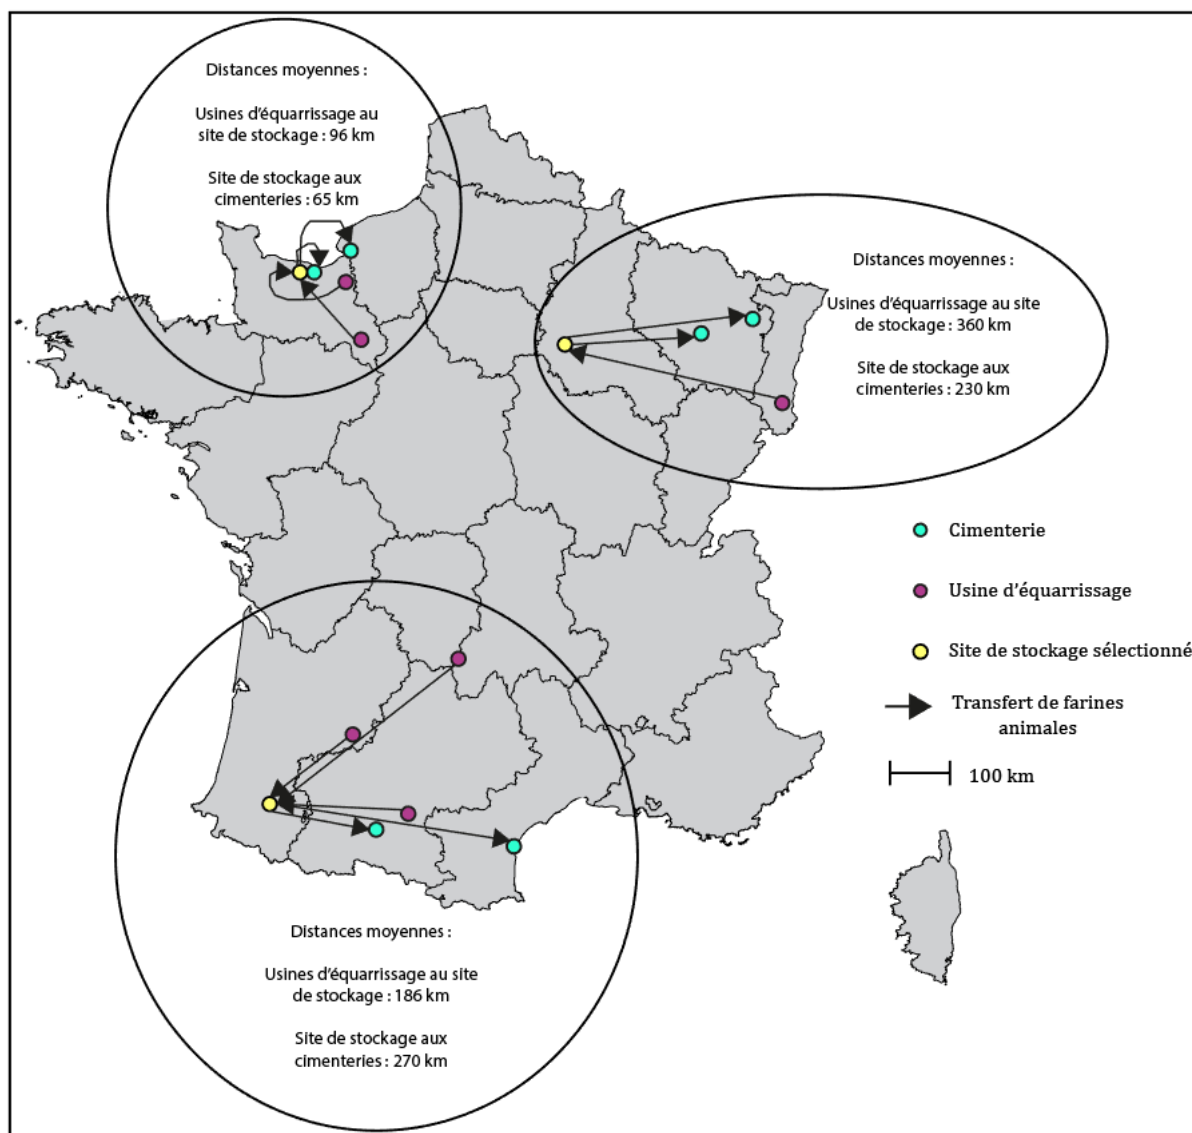 Distances moyennes :
Usines d'équarrissage au
site de stockage : 96 km
Site de stockage aux
cimenteries : 65 km
Distances moyennes :
Usines d'équarrissage au site
de stockage : 360 km
Site de stockage aux
cimenteries : 230 km
Cimenterie
Usine d'équarrissage
Site de stockage sélectionné
Transfert de farines
animales
100 km
Distances moyennes :
Usines d'équarrissage au site
de stockage : 186 km
Site de stockage aux
cimenteries : 270 km